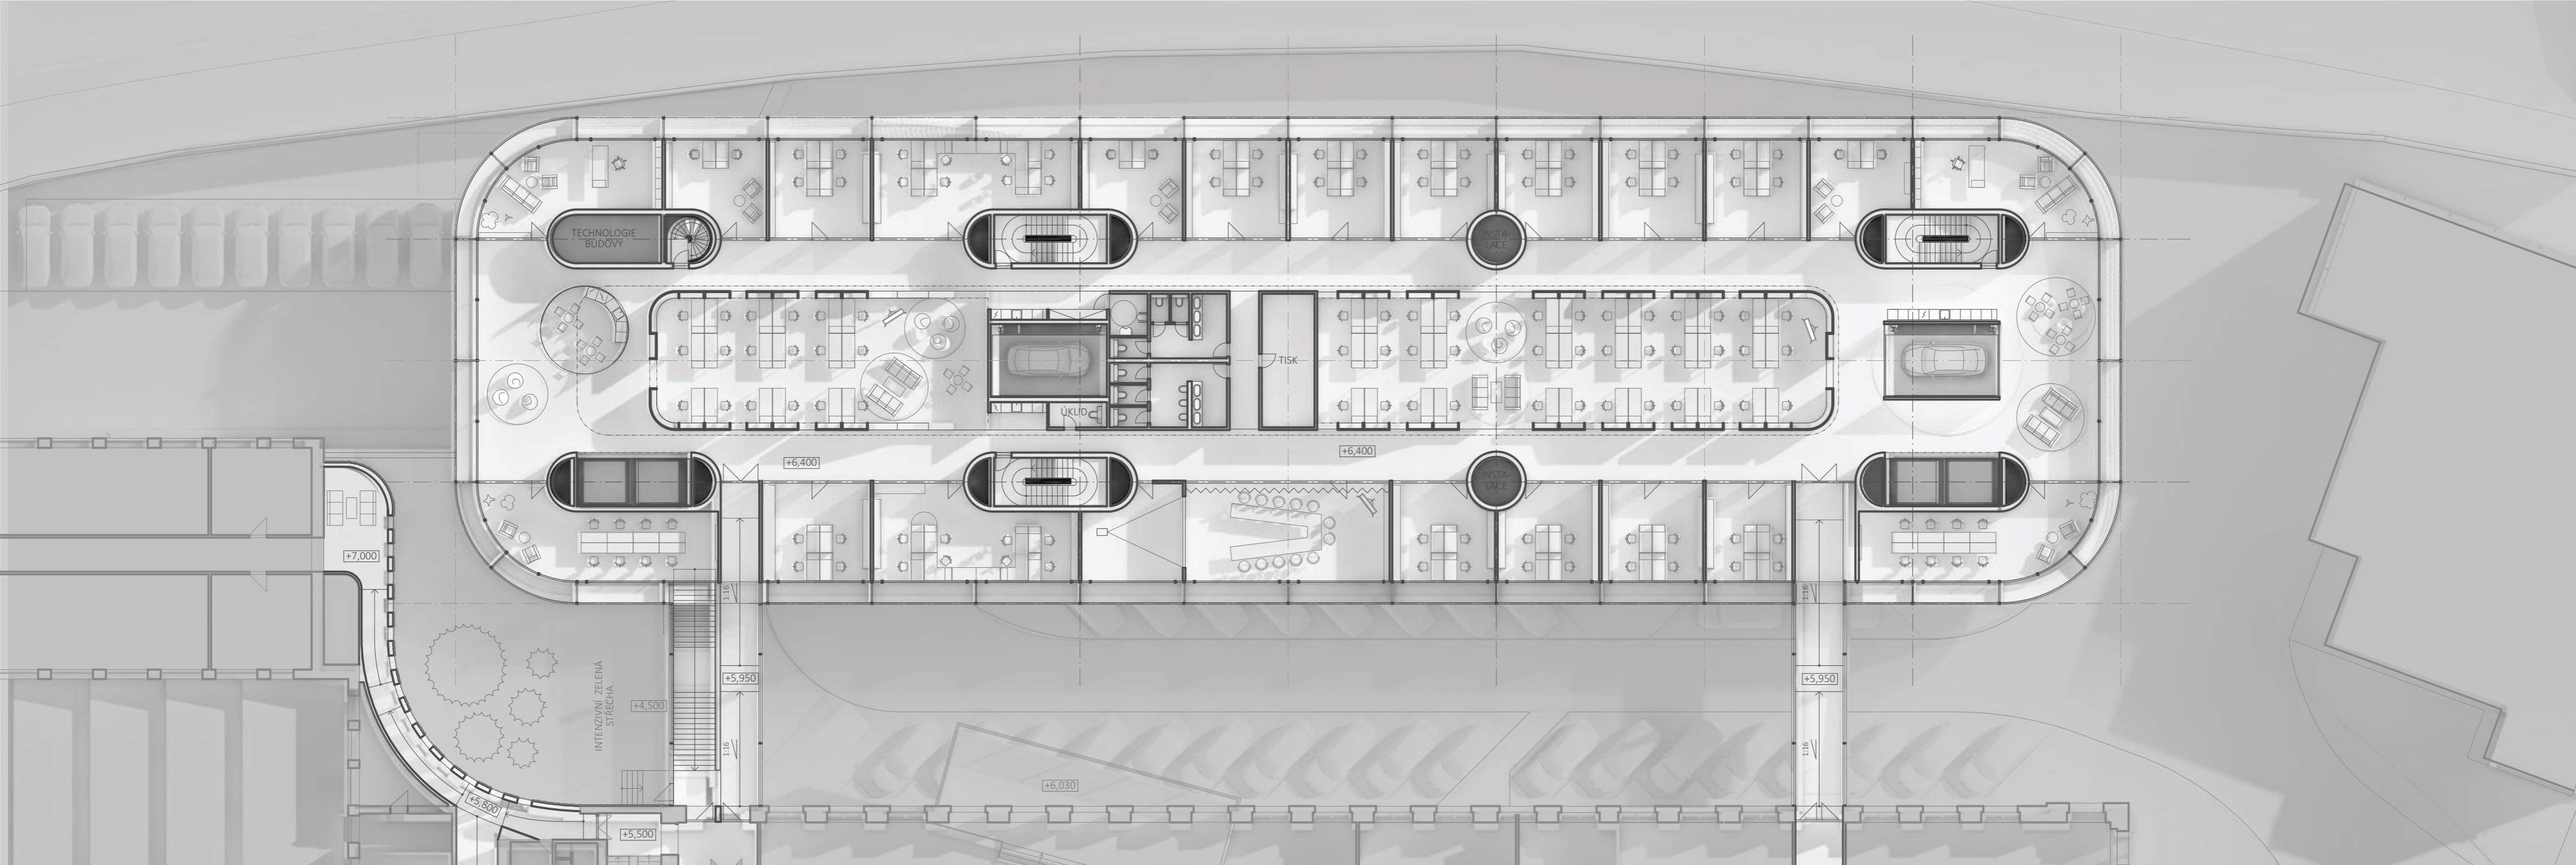 TECHNOLOGIE
BUDOVY
INSTA-
LACE
TISK
ÚKLID
+6,400
+6,400
INSTA-
LACE
+7,000
1:16
1:16
INTENZIVNÍ ZELENÁ
STŘECHA
+4,500
+5,950
+5,950
1:16
1:16
+6,030
+5,800
+5,500